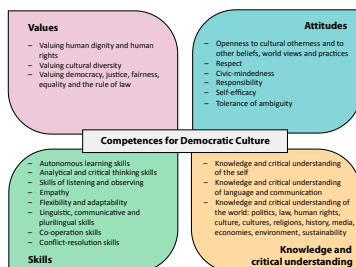 Values
– Valuing human dignity and human
rights
– Valuing cultural diversity
– Valuing democracy, justice, fairness,
equality and the rule of law
Attitudes
– Openness to cultural otherness and to
other beliefs, world views and practices
– Respect
– Civic-mindedness
– Responsibility
– Self-efficacy
– Tolerance of ambiguity
Competences for Democratic Culture
– Autonomous learning skills
– Analytical and critical thinking skills
– Skills of listening and observing
– Empathy
– Flexibility and adaptability
– Linguistic, communicative and
plurilingual skills
– Co-operation skills
– Conflict-resolution skills
Skills
– Knowledge and critical understanding
of the self
– Knowledge and critical understanding
of language and communication
– Knowledge and critical understanding of
the world: politics, law, human rights,
culture, cultures, religions, history, media,
economies, environment, sustainability
Knowledge and
critical understanding